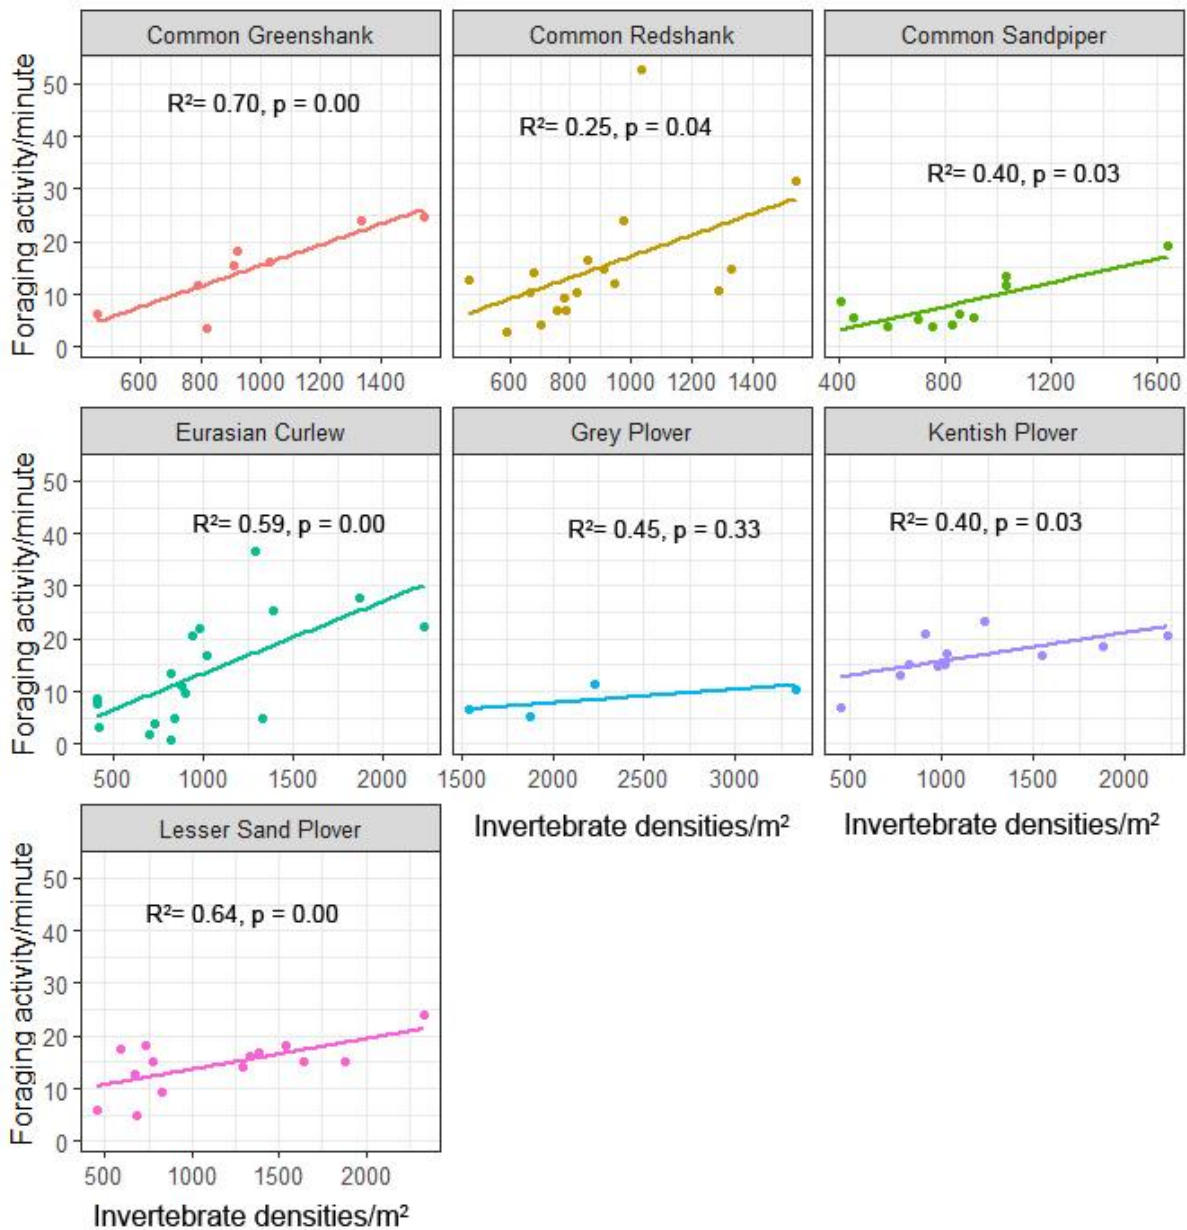 Common Greenshank
Common Redshank
Common Sandpiper
Foraging activity/minute
50
40
30
20
10
0
R²= 0.70, p = 0.00
R²= 0.25, p = 0.04
R²= 0.40, p = 0.03
600 800 1000 1200 1400
600 800 1000 1200 1400
400 800 1200 1600
Eurasian Curlew
Grey Plover
Kentish Plover
Foraging activity/minute
50
40
30
20
10
0
R²= 0.59, p = 0.00
R²= 0.45, p = 0.33
R²= 0.40, p = 0.03
500 1000 1500 2000
1500 2000 2500 3000
500 1000 1500 2000
Invertebrate densities/m²
Invertebrate densities/m²
Lesser Sand Plover
Foraging activity/minute
50
40
30
20
10
0
R²= 0.64, p = 0.00
500 1000 1500 2000
Invertebrate densities/m²